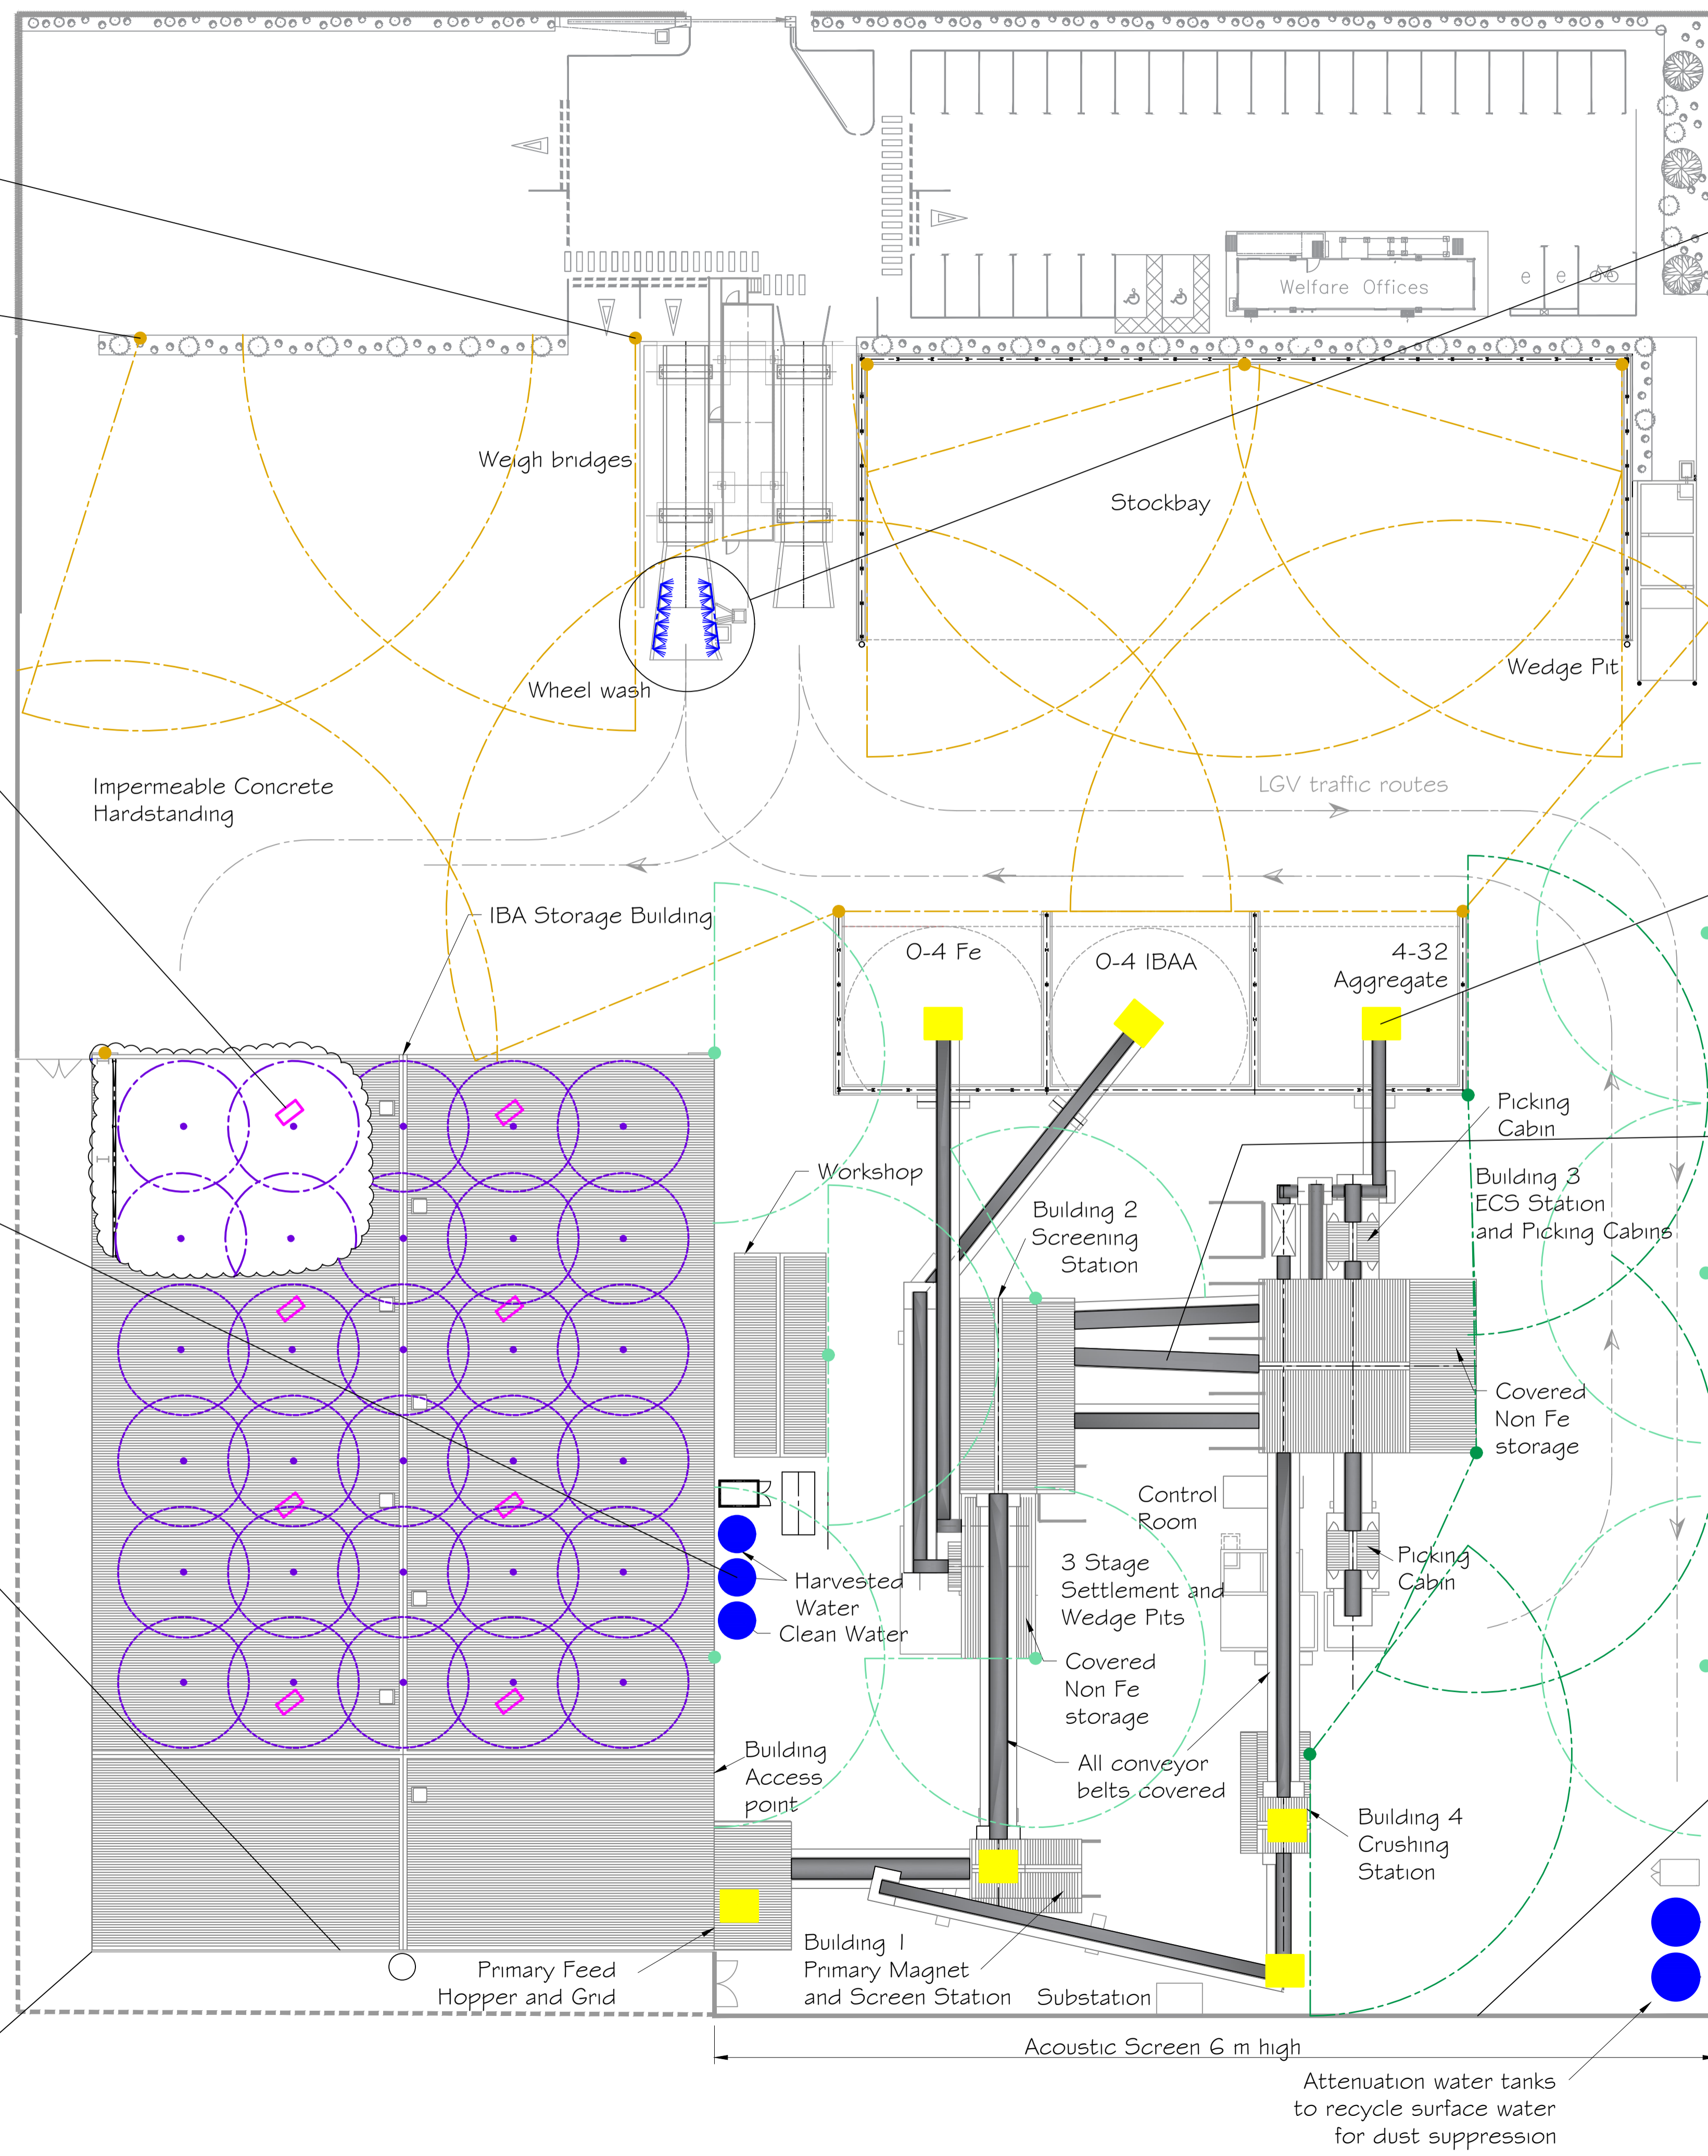 Welfare Offices
e e
Weigh bridges
Stockbay
Wheel wash
Wedge Pit
Impermeable Concrete
Hardstanding
LGV traffic routes
IBA Storage Building
0-4 Fe
0-4 IBAA
4-32
Aggregate
Picking
Cabin
Workshop
Building 2
Screening
Station
Building 3
ECS Station
and Picking Cabins
Covered
Non Fe
storage
Control
Room
3 Stage
Settlement and
Wedge Pits
Picking
Cabin
Harvested
Water
Clean Water
Covered
Non Fe
storage
Building
Access
point
All conveyor
belts covered
Building 4
Crushing
Station
Primary Feed
Hopper and Grid
Building 1
Primary Magnet
and Screen Station
Substation
Acoustic Screen 6 m high
Attenuation water tanks
to recycle surface water
for dust suppression